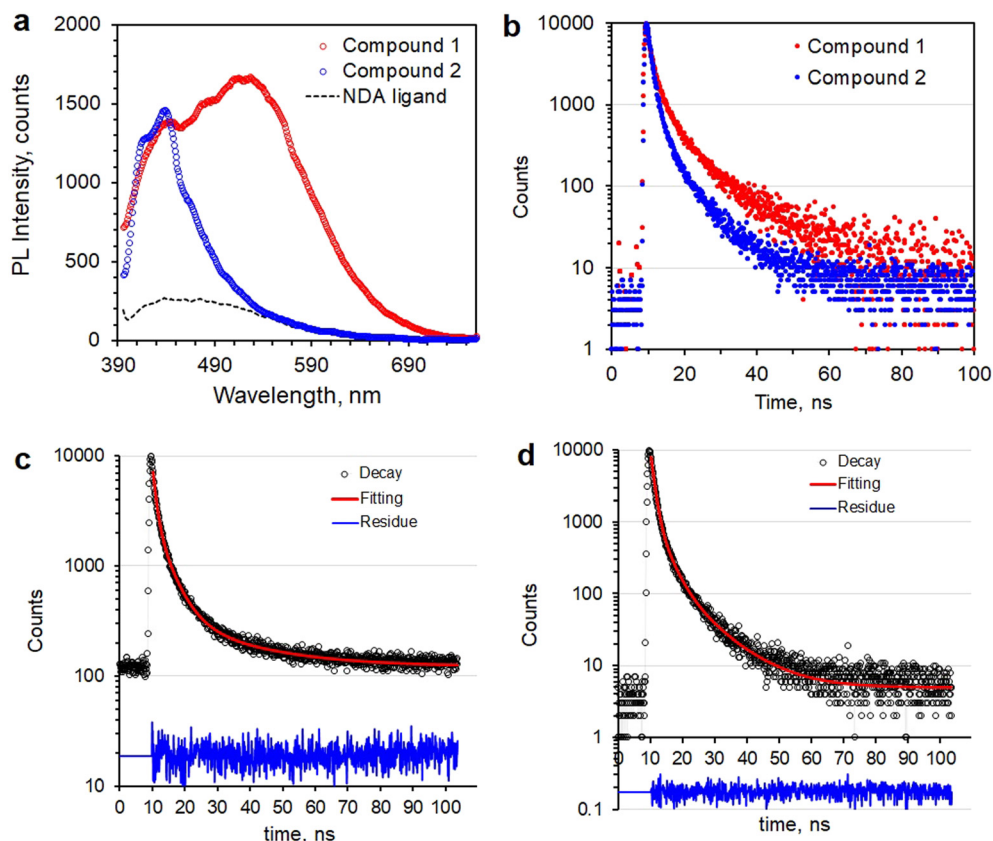 a
2000
1500
1000
500
0
PL Intensity, counts
Compound 1
Compound 2
NDA ligand
390
490
590
690
Wavelength, nm
b
10000
1000
100
10
1
Counts
Compound 1
Compound 2
0
20
40
60
80
100
Time, ns
c
10000
1000
100
10
Counts
Decay
Fitting
Residue
0 10 20 30 40 50 60 70 80 90 100
time, ns
d
10000
1000
100
10
1
0.1
Counts
Decay
Fitting
Residue
0 10 20 30 40 50 60 70 80 90 100
time, ns